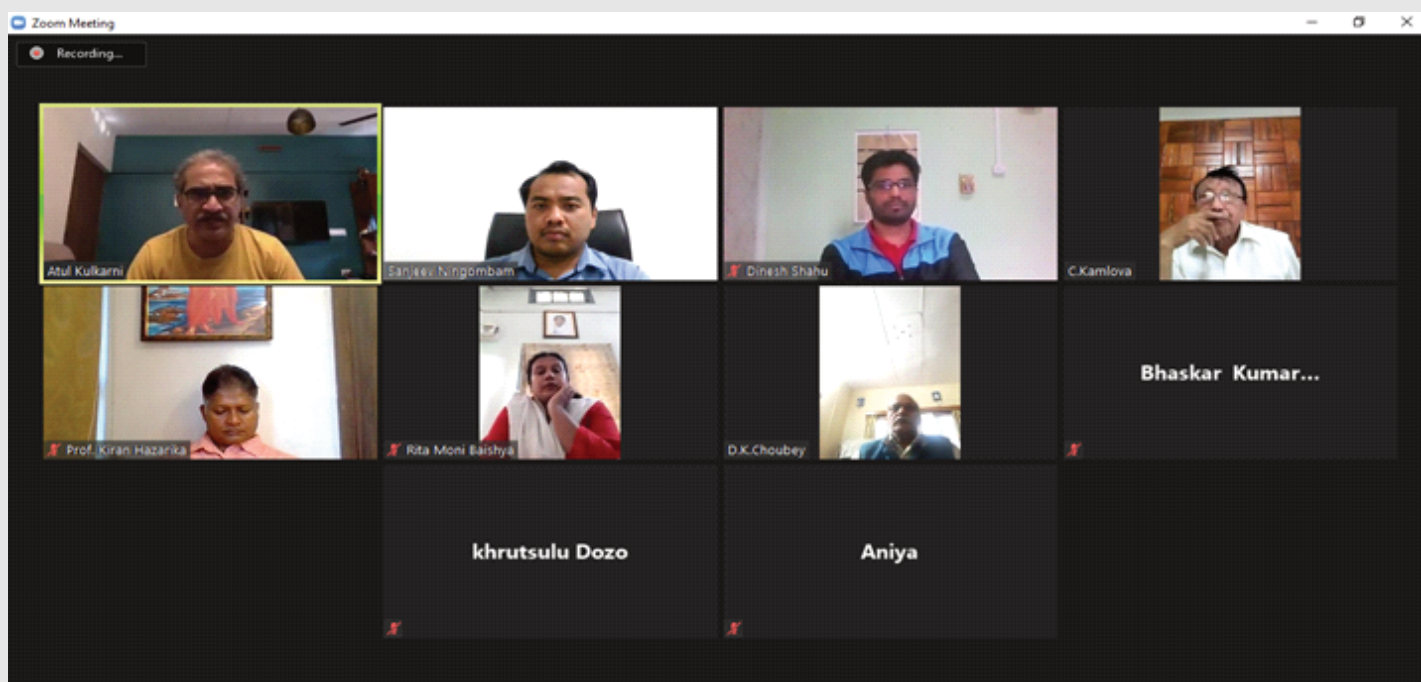 Zoom Meeting
Recording...
Atul Kulkarni
Sanjeev Ningombam
Dinesh Shahu
C.Kamlova
Prof. Kiran Hazarika
Rita Moni Baishya
D.K.Choubey
Bhaskar Kumar...
khrutsulu Dozo
Aniya